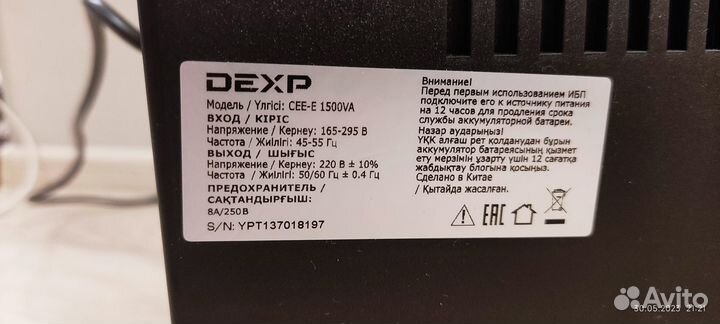 DEXP
Модель / Үлгісі: CEE-E 1500VA
ВХОД / КІРІС
Напряжение / Кернеу: 165-295 В
Частота / Жиілігі: 45-55 Гц
ВЫХОД / ШЫҒЫС
Напряжение / Кернеу: 220 В ± 10%
Частота / Жиілігі: 50/60 Гц ± 0.4 Гц
ПРЕДОХРАНИТЕЛЬ /
САҚТАНДЫРҒЫШ:
8А/250В
S/N: YPT137018197
Внимание!
Перед первым использованием ИБП
подключите его к источнику питания
на 12 часов для продления срока
службы аккумуляторной батареи.
Назар аударыңыз!
ҮҚК алғаш рет қолданудан бұрын
аккумулятор батареясының қызмет
ету мерзімін ұзарту үшін 12 сағатқа
жабдықтау блогына қосыңыз.
Сделано в Китае
/ Қытайда жасалған.
EAC
Avito
30.05.2023 21:21